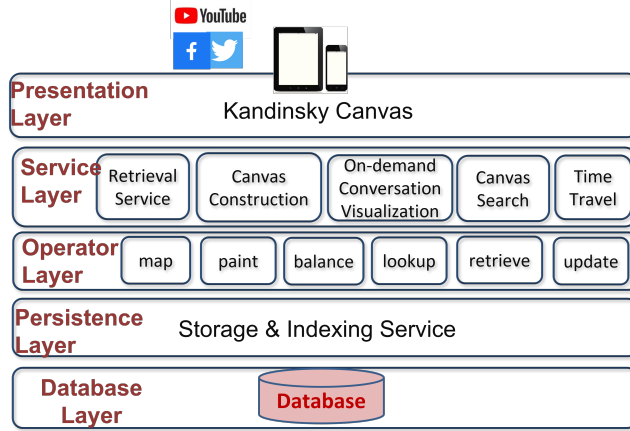 YouTube
f
Presentation
Layer
Kandinsky Canvas
Service
Layer
Retrieval
Service
Canvas
Construction
On-demand
Conversation
Visualization
Canvas
Search
Time
Travel
Operator
Layer
map
paint
balance
lookup
retrieve
update
Persistence
Layer
Storage & Indexing Service
Database
Layer
Database